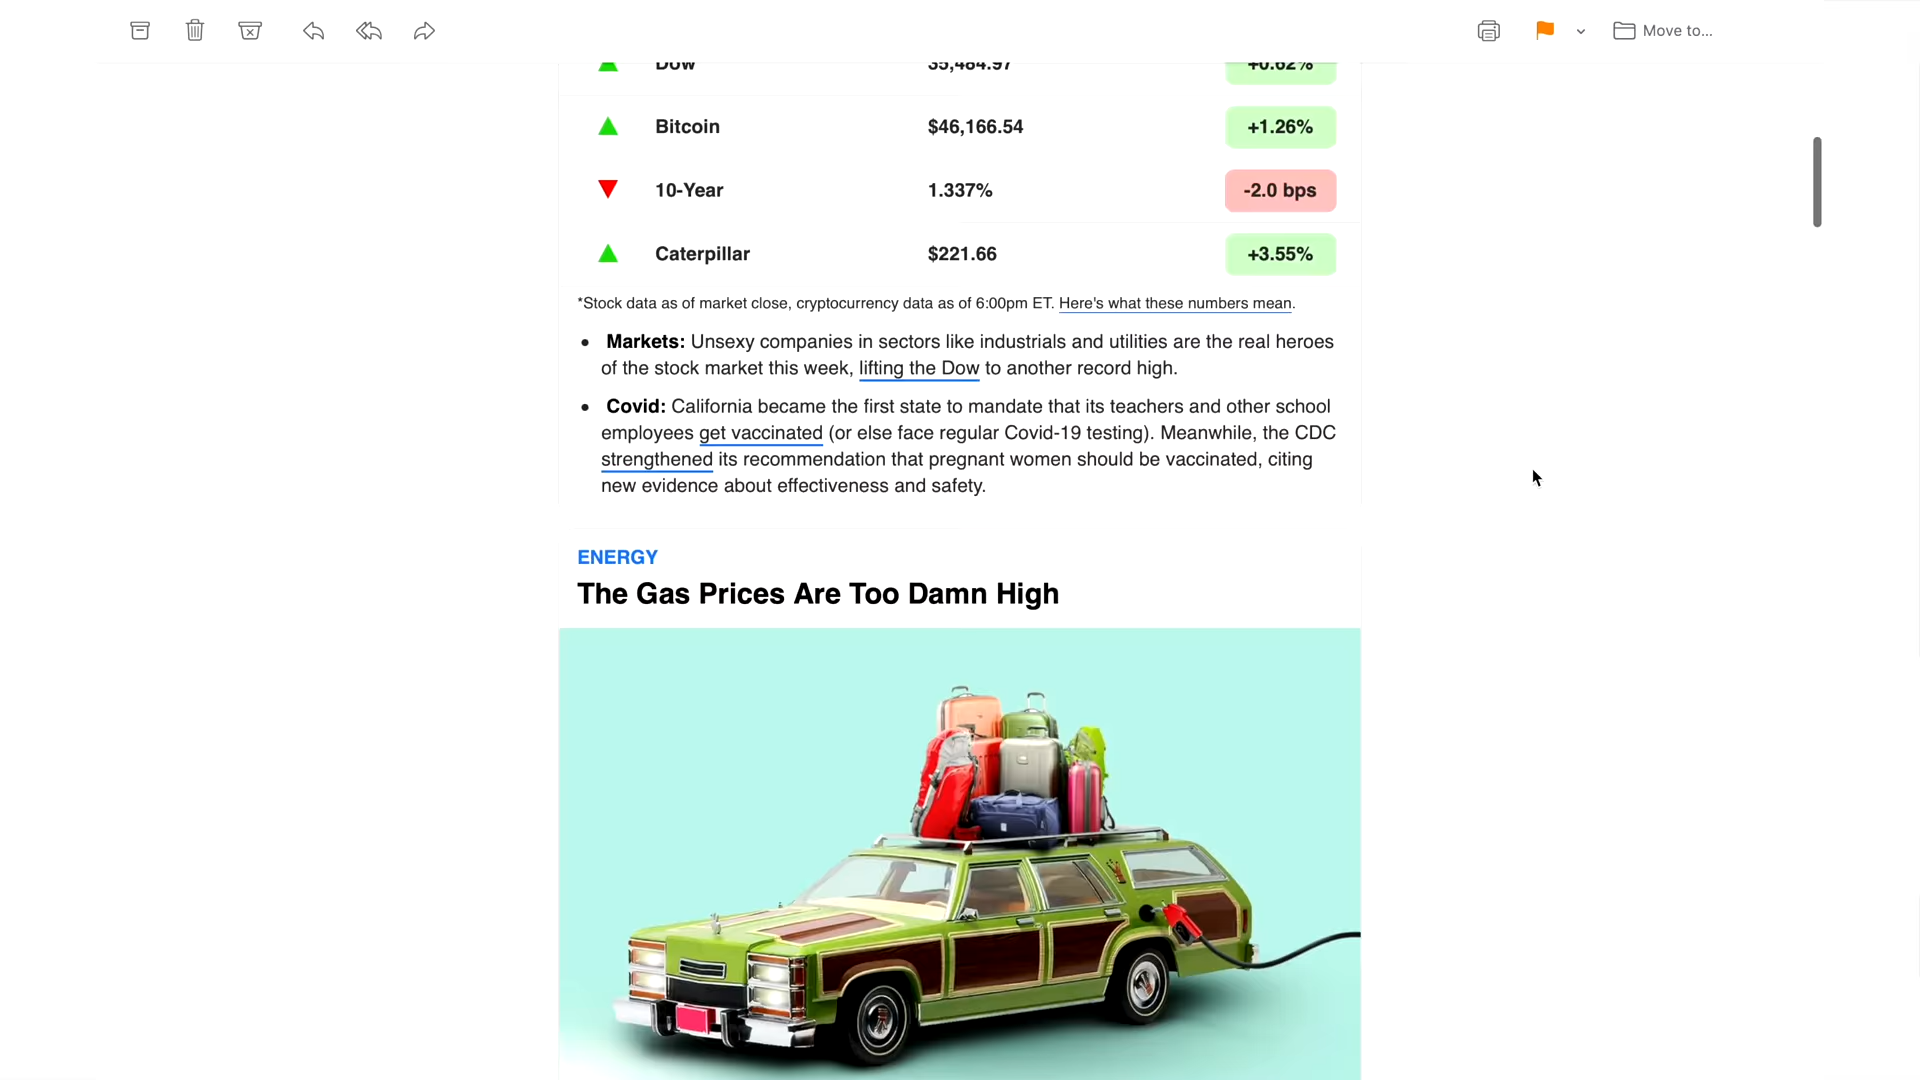 Move to...
Dow 35,484.97 +0.62%
Bitcoin $46,166.54 +1.26%
10-Year 1.337% -2.0 bps
Caterpillar $221.66 +3.55%
*Stock data as of market close, cryptocurrency data as of 6:00pm ET. Here's what these numbers mean.
• Markets: Unsexy companies in sectors like industrials and utilities are the real heroes
of the stock market this week, lifting the Dow to another record high.
• Covid: California became the first state to mandate that its teachers and other school
employees get vaccinated (or else face regular Covid-19 testing). Meanwhile, the CDC
strengthened its recommendation that pregnant women should be vaccinated, citing
new evidence about effectiveness and safety.
ENERGY
The Gas Prices Are Too Damn High